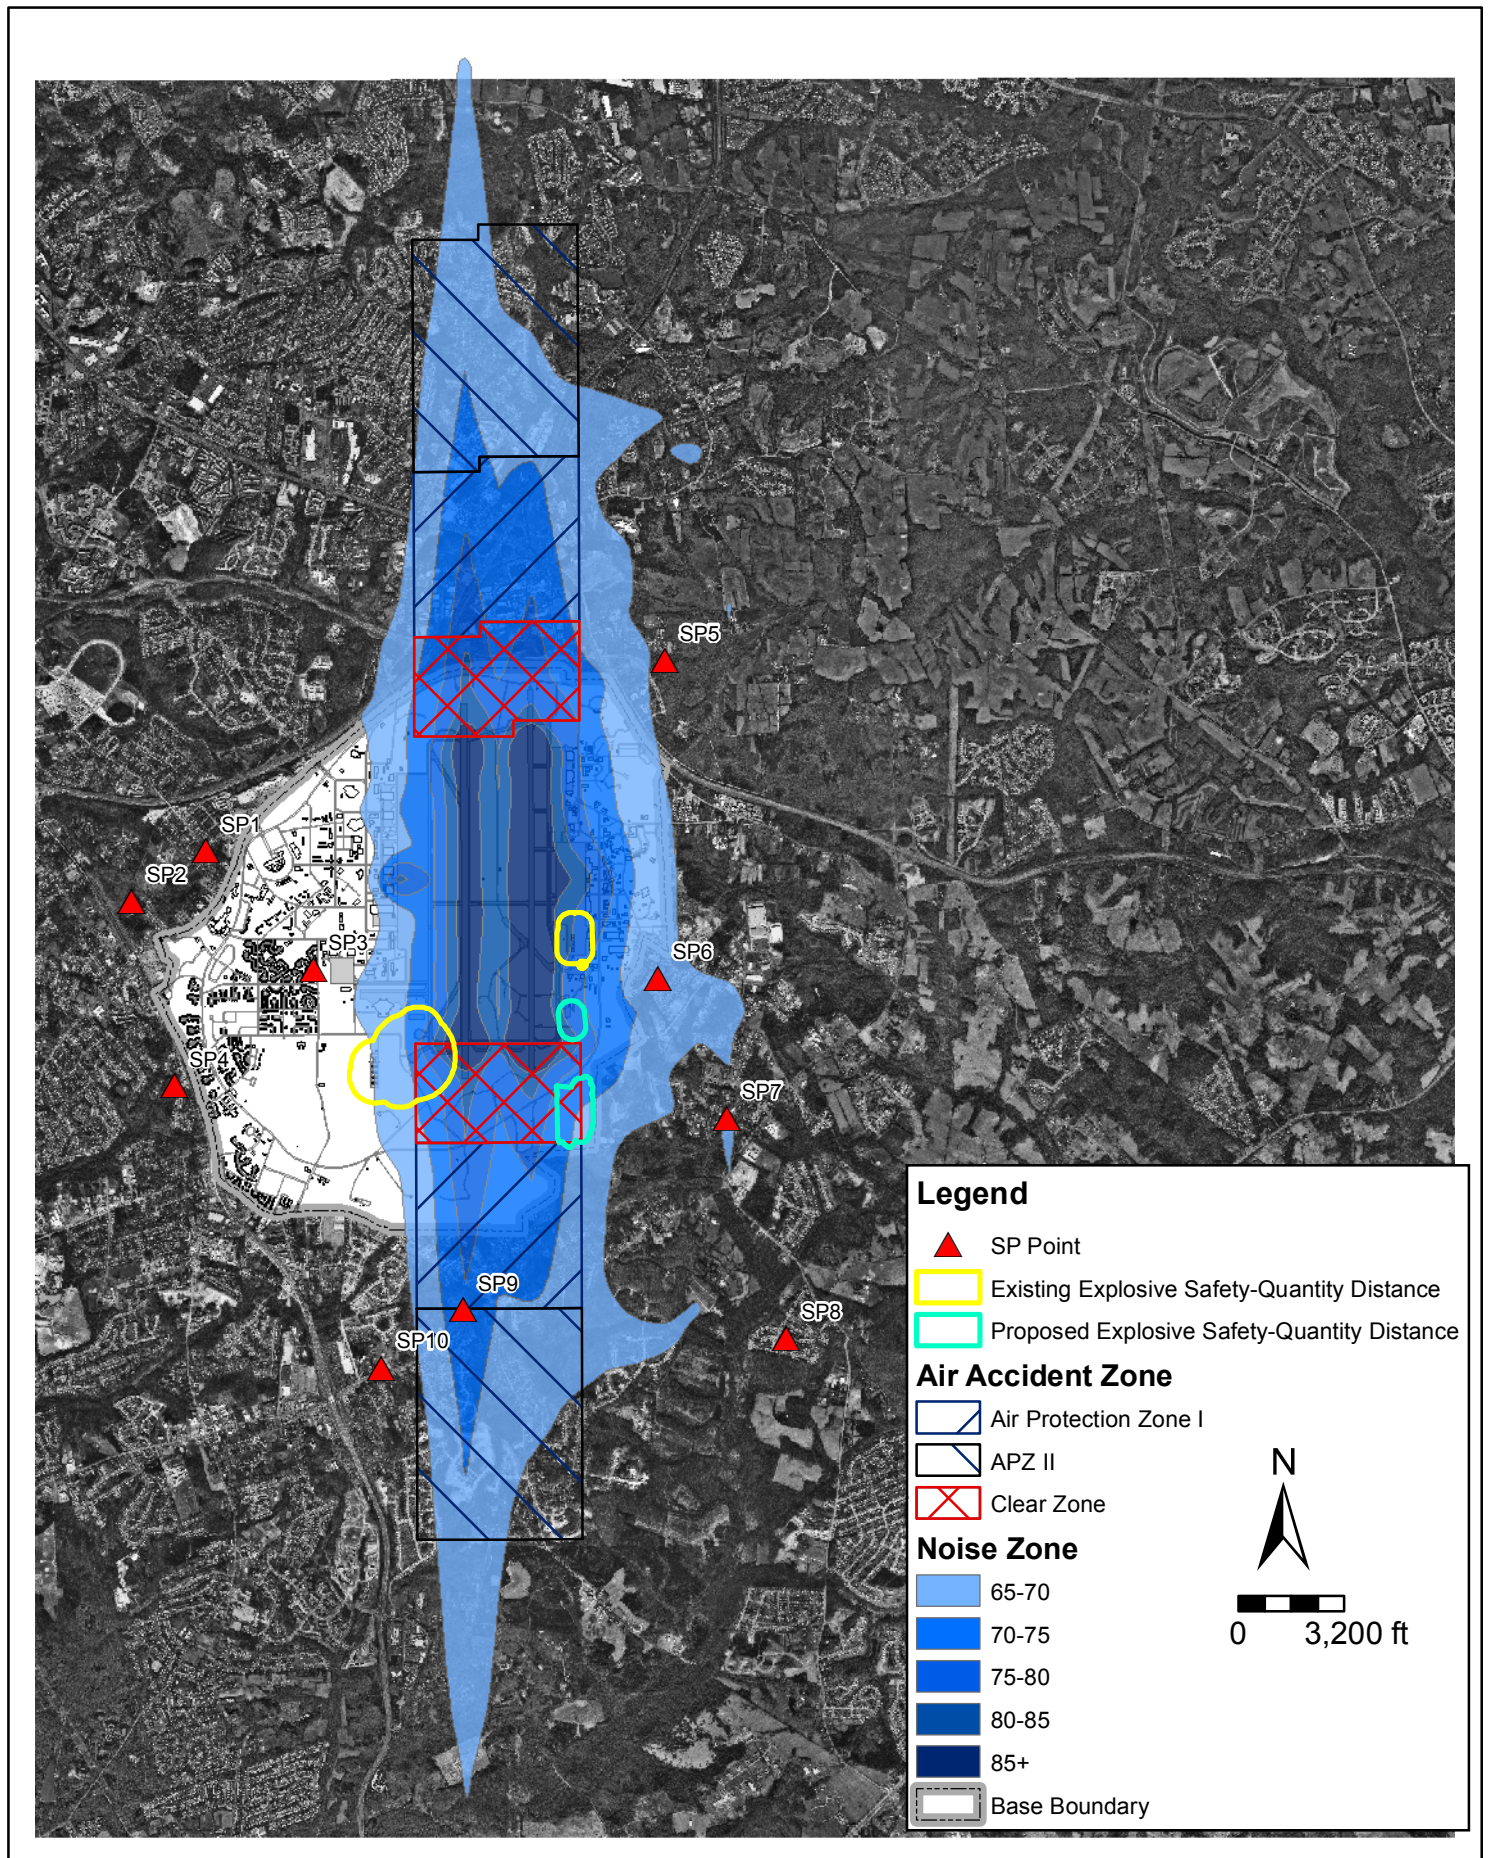 SP5
SP1
SP2
SP3
SP6
SP4
SP7
SP9
SP8
SP10
Legend
SP Point
Existing Explosive Safety-Quantity Distance
Proposed Explosive Safety-Quantity Distance
Air Accident Zone
Air Protection Zone I
APZ II
Clear Zone
Noise Zone
65-70
70-75
75-80
80-85
85+
Base Boundary
N
0 3,200 ft